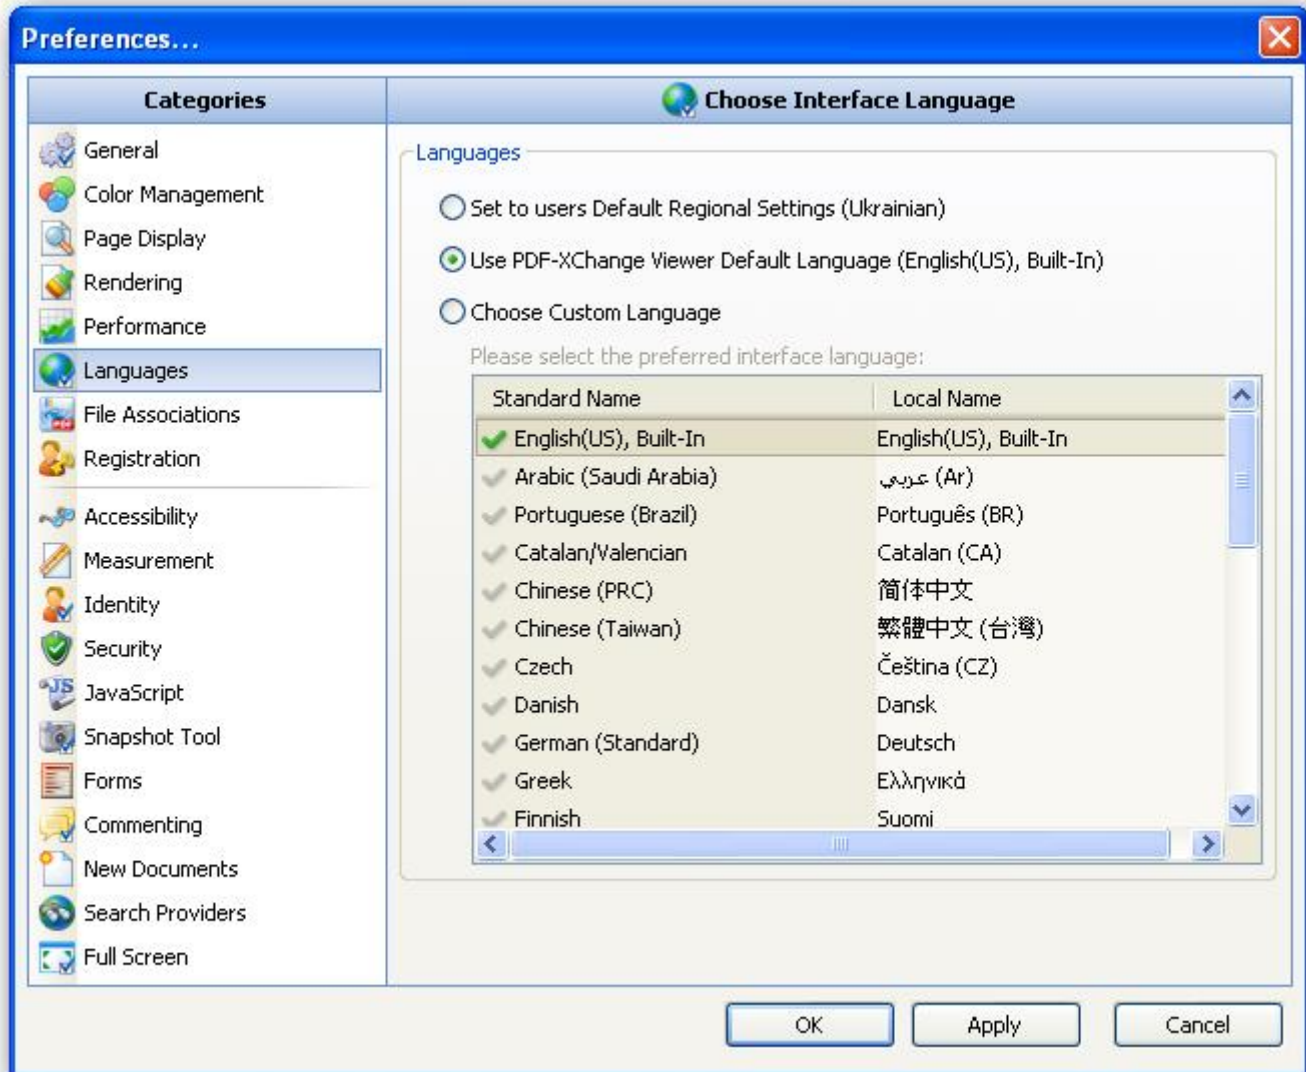 Preferences...
Categories
General
Color Management
Page Display
Rendering
Performance
Languages
File Associations
Registration
Accessibility
Measurement
Identity
Security
JavaScript
Snapshot Tool
Forms
Commenting
New Documents
Search Providers
Full Screen
Choose Interface Language
Languages
Set to users Default Regional Settings (Ukrainian)
Use PDF-XChange Viewer Default Language (English(US), Built-In)
Choose Custom Language
Please select the preferred interface language:
Standard Name Local Name
English(US), Built-In English(US), Built-In
Arabic (Saudi Arabia) عربي (Ar)
Portuguese (Brazil) Português (BR)
Catalan/Valencian Catalan (CA)
Chinese (PRC) 简体中文
Chinese (Taiwan) 繁體中文 (台灣)
Czech Čeština (CZ)
Danish Dansk
German (Standard) Deutsch
Greek Ελληνικά
Finnish Suomi
OK Apply Cancel